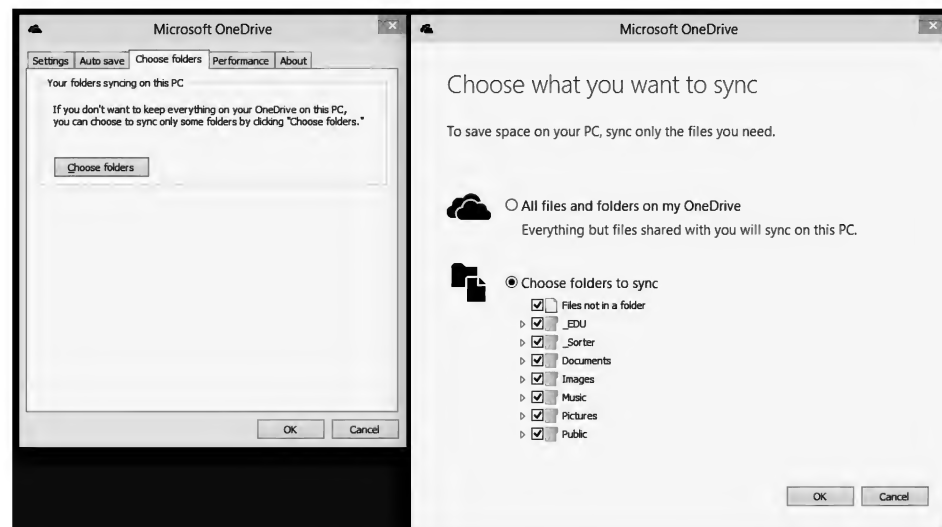 Microsoft OneDrive
Settings Auto save Choose folders Performance About
Your folders syncing on this PC
If you don't want to keep everything on your OneDrive on this PC,
you can choose to sync only some folders by clicking "Choose folders."
Choose folders
OK Cancel
Microsoft OneDrive
Choose what you want to sync
To save space on your PC, sync only the files you need.
All files and folders on my OneDrive
Everything but files shared with you will sync on this PC.
Choose folders to sync
Files not in a folder
_EDU
_Sorter
Documents
Images
Music
Pictures
Public
OK Cancel